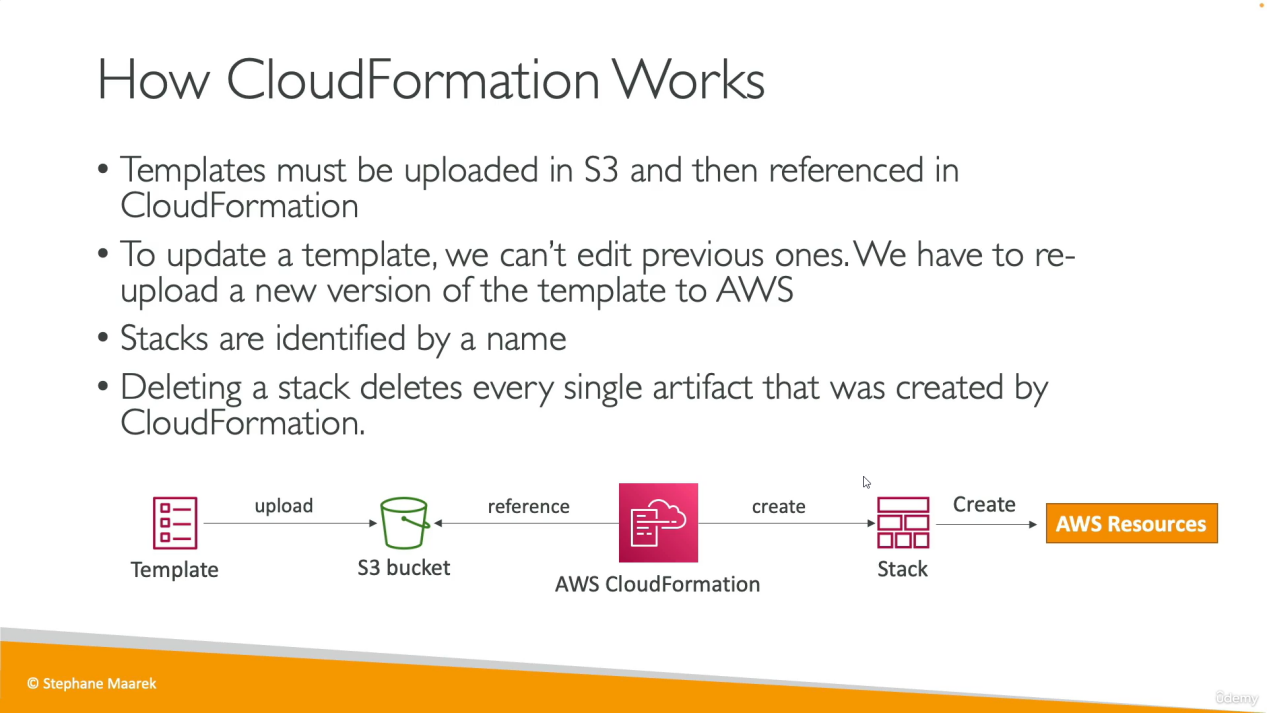 How CloudFormation Works
• Templates must be uploaded in S3 and then referenced in
CloudFormation
• To update a template, we can't edit previous ones. We have to re-
upload a new version of the template to AWS
• Stacks are identified by a name
• Deleting a stack deletes every single artifact that was created by
CloudFormation.
upload
reference
create
Create
AWS Resources
Template
S3 bucket
AWS CloudFormation
Stack
© Stephane Maarek
ûdemy